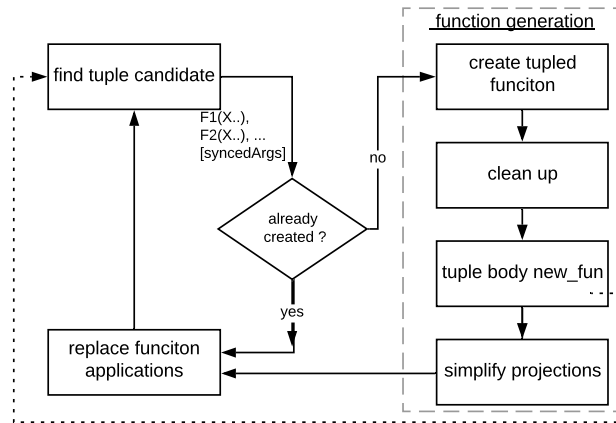 function generation
find tuple candidate
create tupled
funciton
F1(X..),
F2(X..), ...
[syncedArgs]
no
clean up
already
created ?
tuple body new_fun
yes
replace funciton
applications
simplify projections